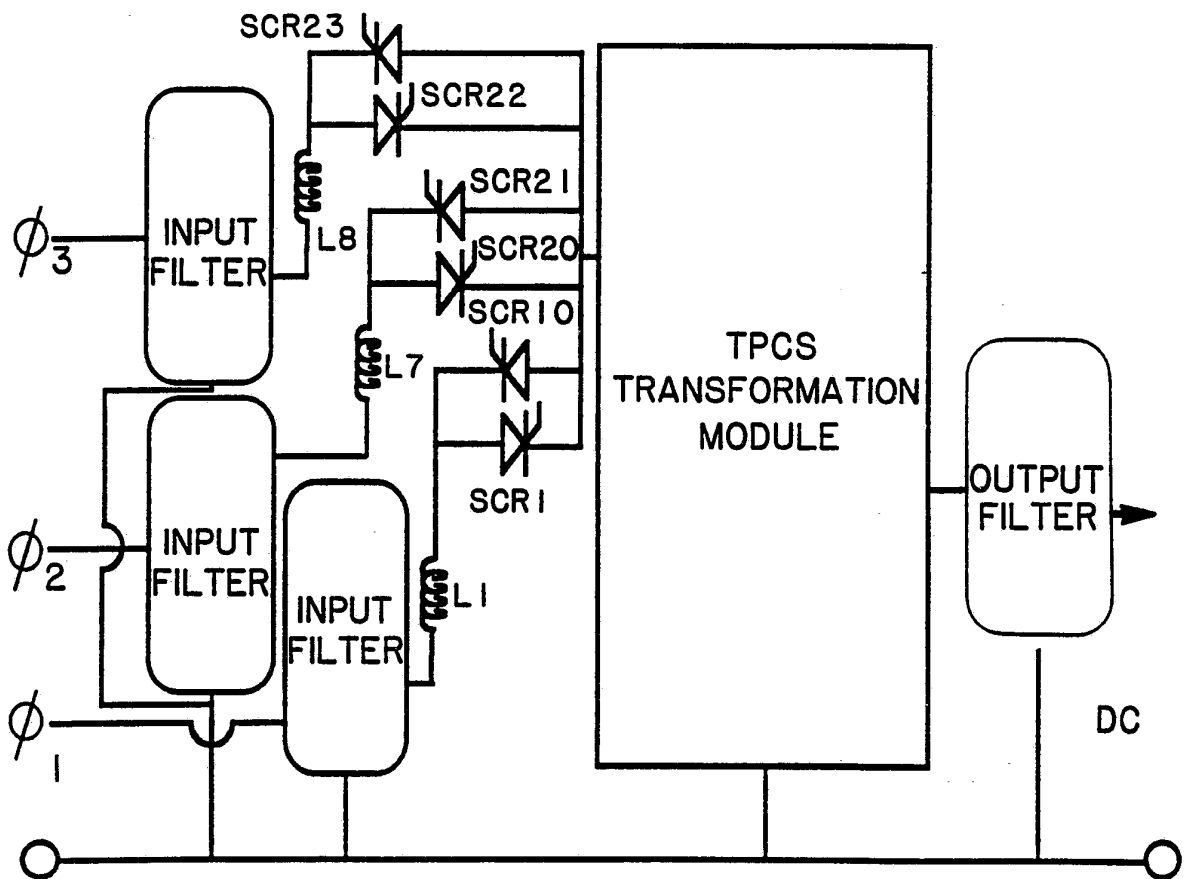 SCR23
SCR22
SCR21
SCR20
SCR10
SCR1
L8
L7
L1
ϕ3
INPUT
FILTER
ϕ2
INPUT
FILTER
ϕ1
INPUT
FILTER
TPCS
TRANSFORMATION
MODULE
OUTPUT
FILTER
DC